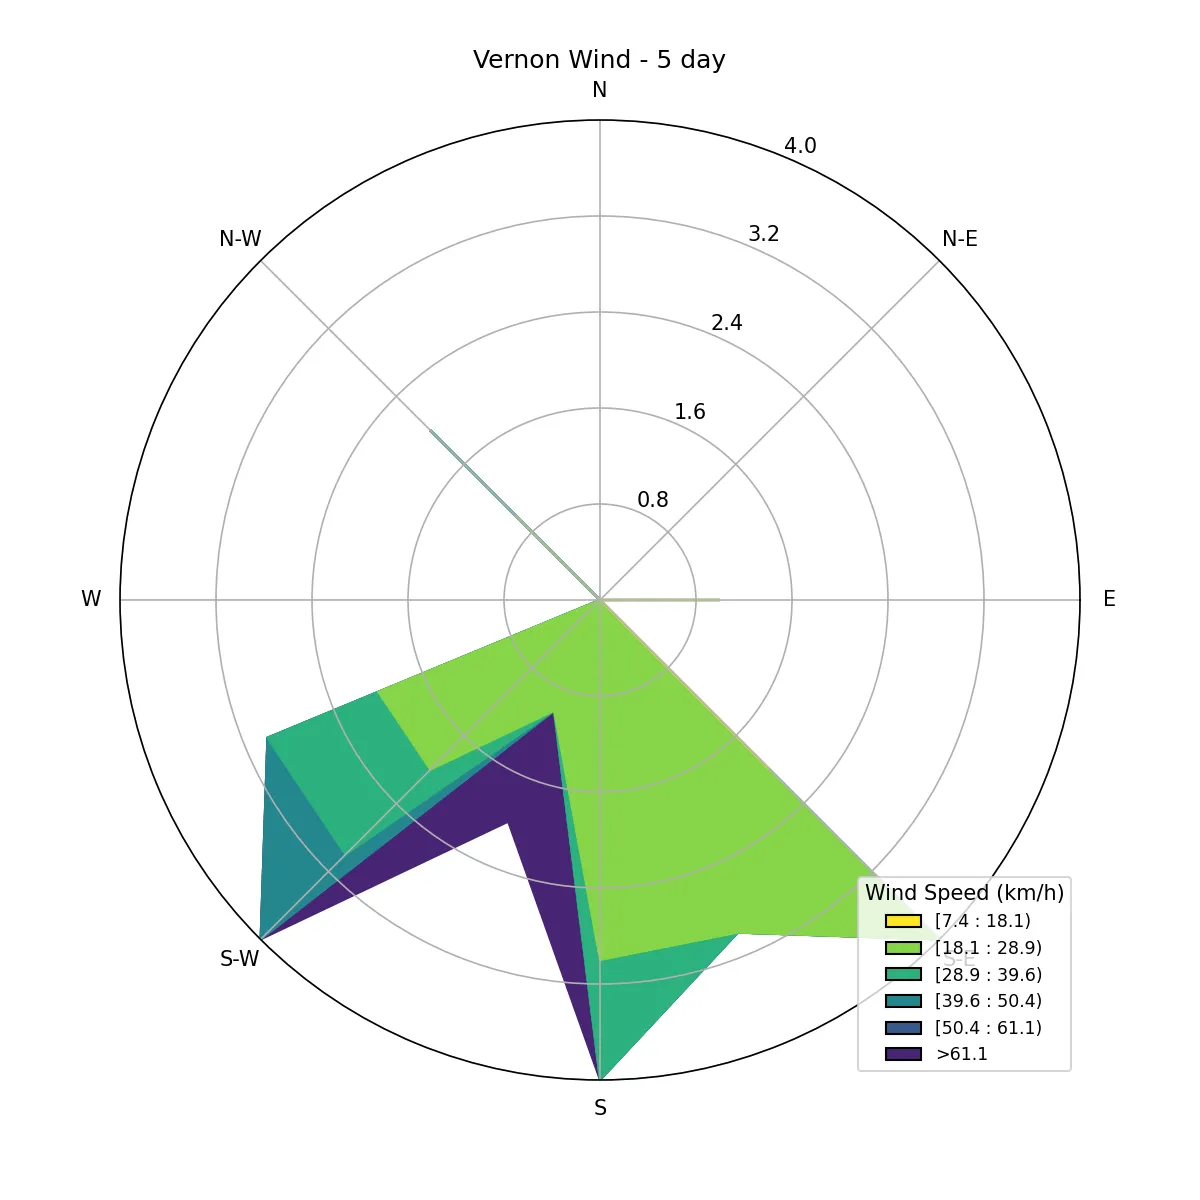 Vernon Wind - 5 day
N
4.0
N-W
N-E
3.2
2.4
1.6
0.8
W
E
Wind Speed (km/h)
[7.4 : 18.1)
[18.1 : 28.9)
S-W
S-E
[28.9 : 39.6)
[39.6 : 50.4)
[50.4 : 61.1)
>61.1
S